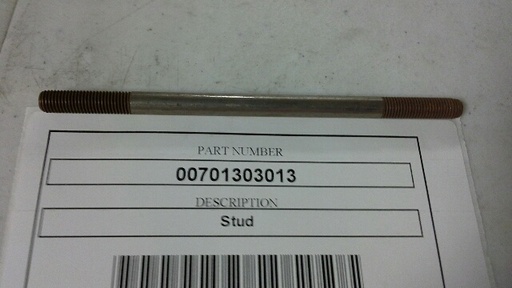 PART NUMBER
00701303013
DESCRIPTION
Stud